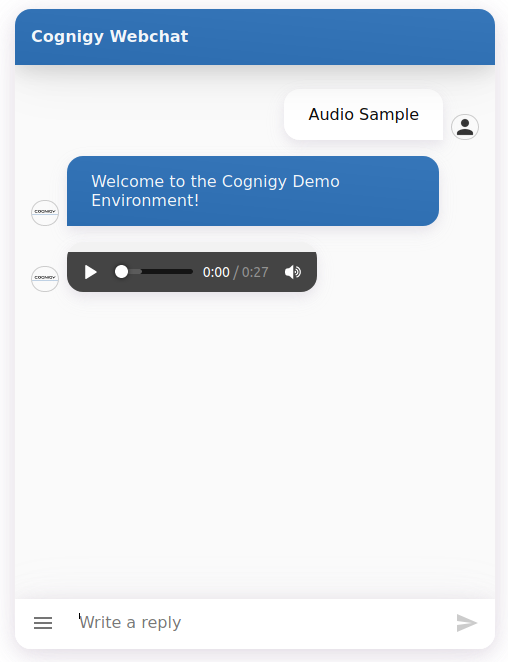 Cognigy Webchat
Audio Sample
Welcome to the Cognigy Demo
Environment!
COGNIGY
0:00 / 0:27
COGNIGY
Write a reply